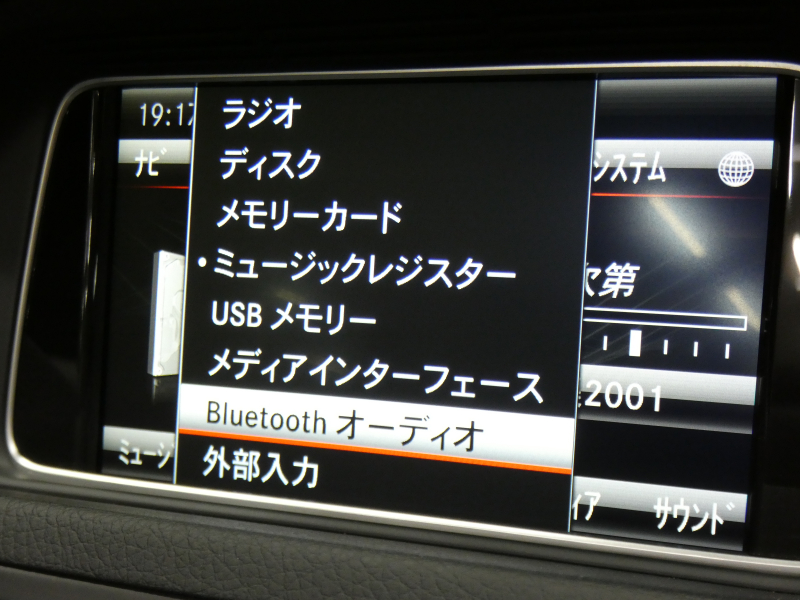 19:17
ナビ
システム
ラジオ
ディスク
メモリーカード
•ミュージックレジスター
USB メモリー
メディアインターフェース
Bluetooth オーディオ
外部入力
次第
2001
ミュージ
ィア
サウンド